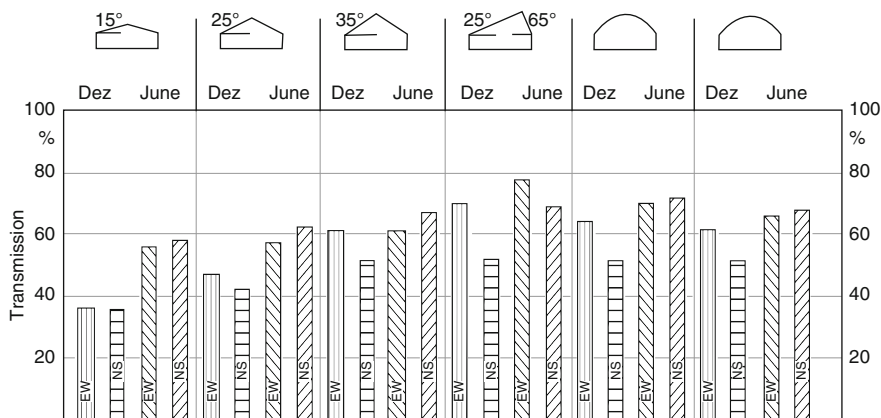 15° 25° 35° 25° 65°
Dez June Dez June Dez June Dez June Dez June Dez June
100 100
% %
80 80
60 60
40 40
20 20
Transmission
EW NS EW NS EW NS EW NS EW NS EW NS EW NS EW NS EW NS EW NS EW NS EW NS